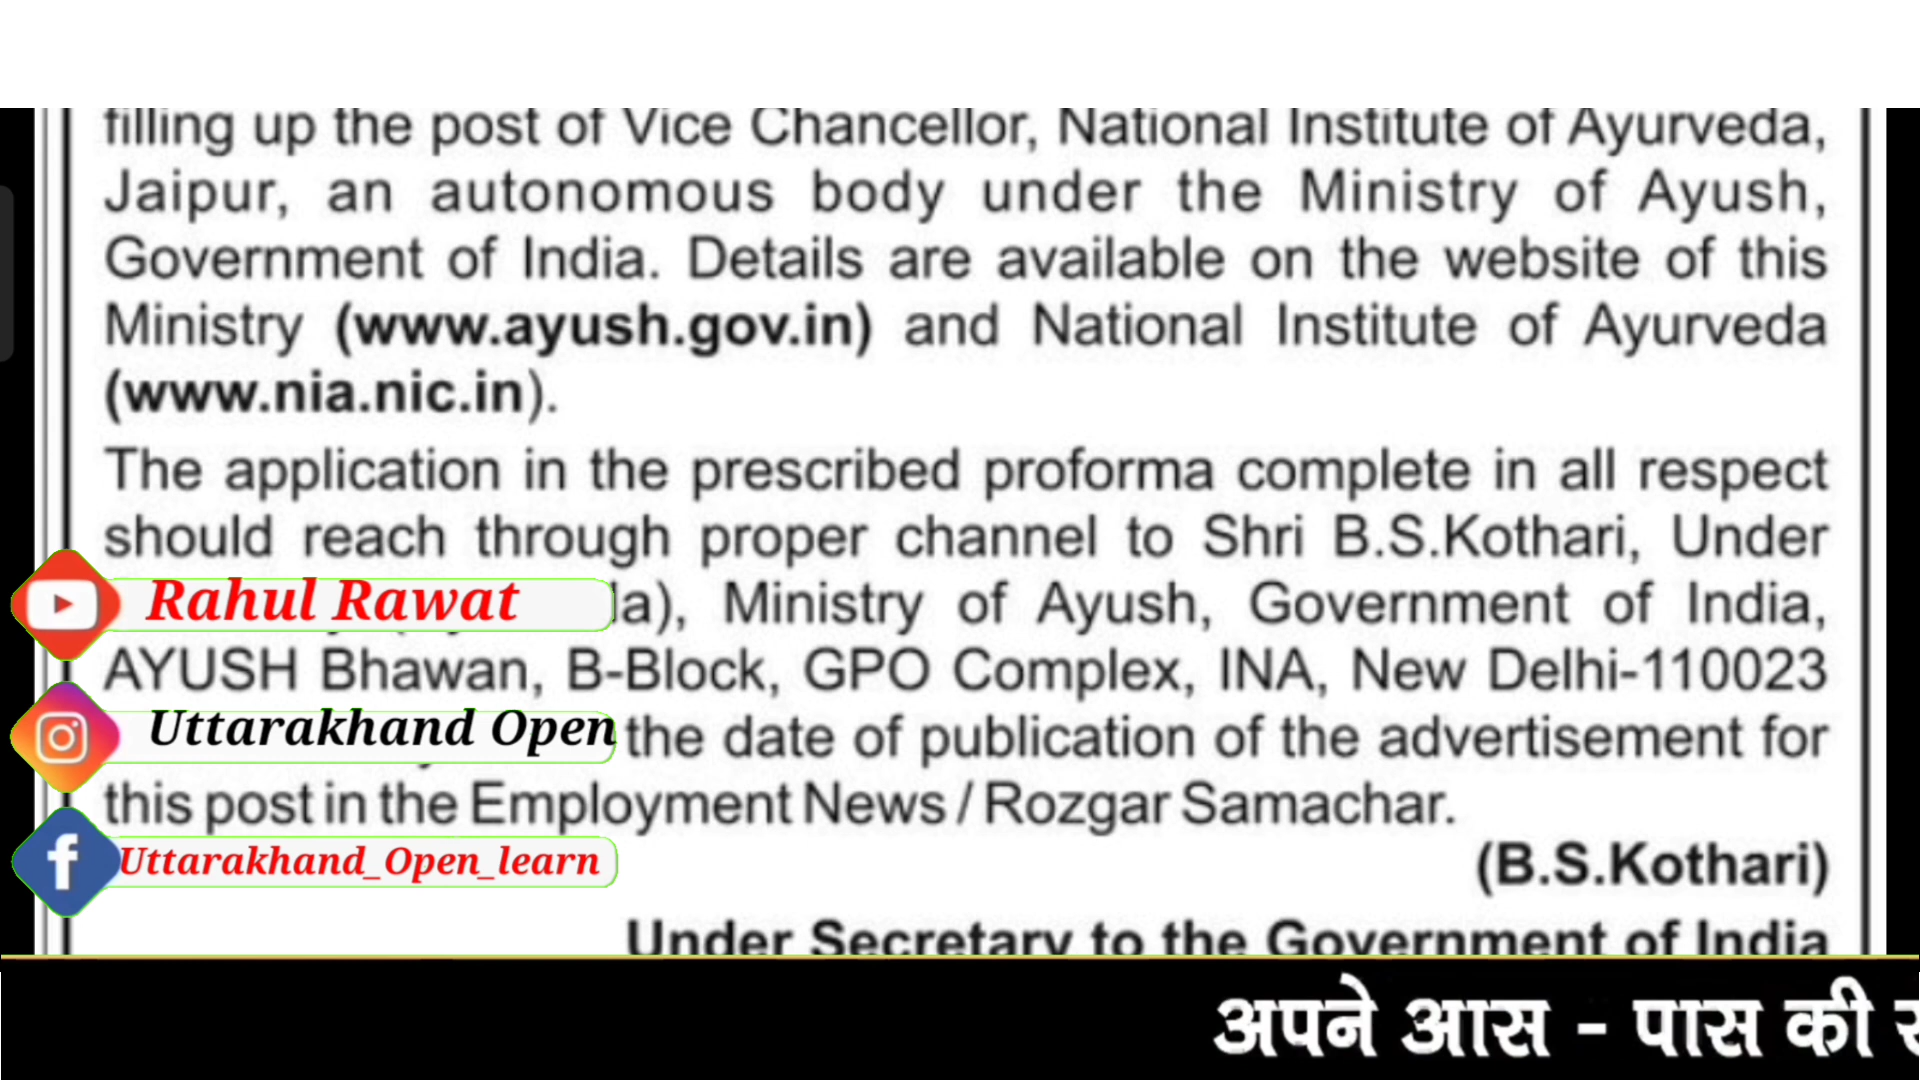 filling up the post of Vice Chancellor, National Institute of Ayurveda,
Jaipur, an autonomous body under the Ministry of Ayush,
Government of India. Details are available on the website of this
Ministry (www.ayush.gov.in) and National Institute of Ayurveda
(www.nia.nic.in).
The application in the prescribed proforma complete in all respect
should reach through proper channel to Shri B.S.Kothari, Under
Rahul Rawat
Ministry of Ayush, Government of India,
AYUSH Bhawan, B-Block, GPO Complex, INA, New Delhi-110023
Uttarakhand Open
the date of publication of the advertisement for
this post in the Employment News / Rozgar Samachar.
Uttarakhand_Open_learn
(B.S.Kothari)
Under Secretary to the Government of India
अपने आस - पास की